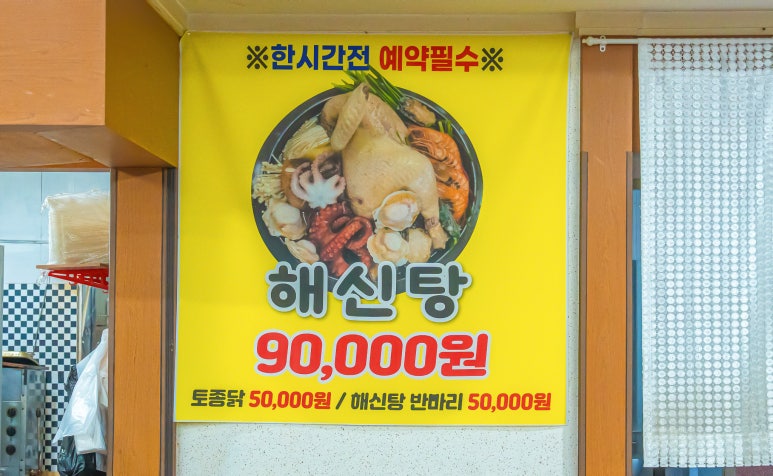 ※한시간전 예약필수※
해신탕
90,000원
토종닭 50,000원 / 해신탕 반마리 50,000원